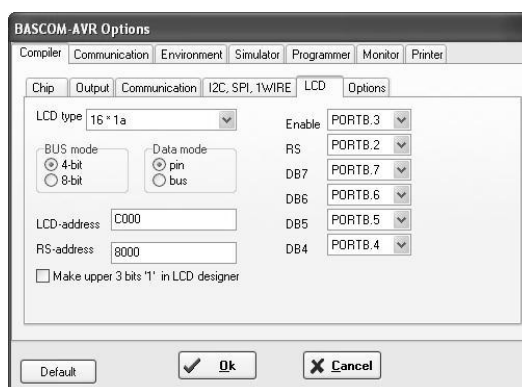 BASCOM-AVR Options
Compiler Communication Environment Simulator Programmer Monitor Printer
Chip Output Communication I2C, SPI, 1WIRE LCD Options
LCD type 16 * 1a
Enable PORTB.3
BUS mode Data mode
RS PORTB.2
4-bit pin
DB7 PORTB.7
8-bit bus
DB6 PORTB.6
LCD-address C000
DB5 PORTB.5
RS-address 8000
DB4 PORTB.4
Make upper 3 bits '1' in LCD designer
Default Ok Cancel